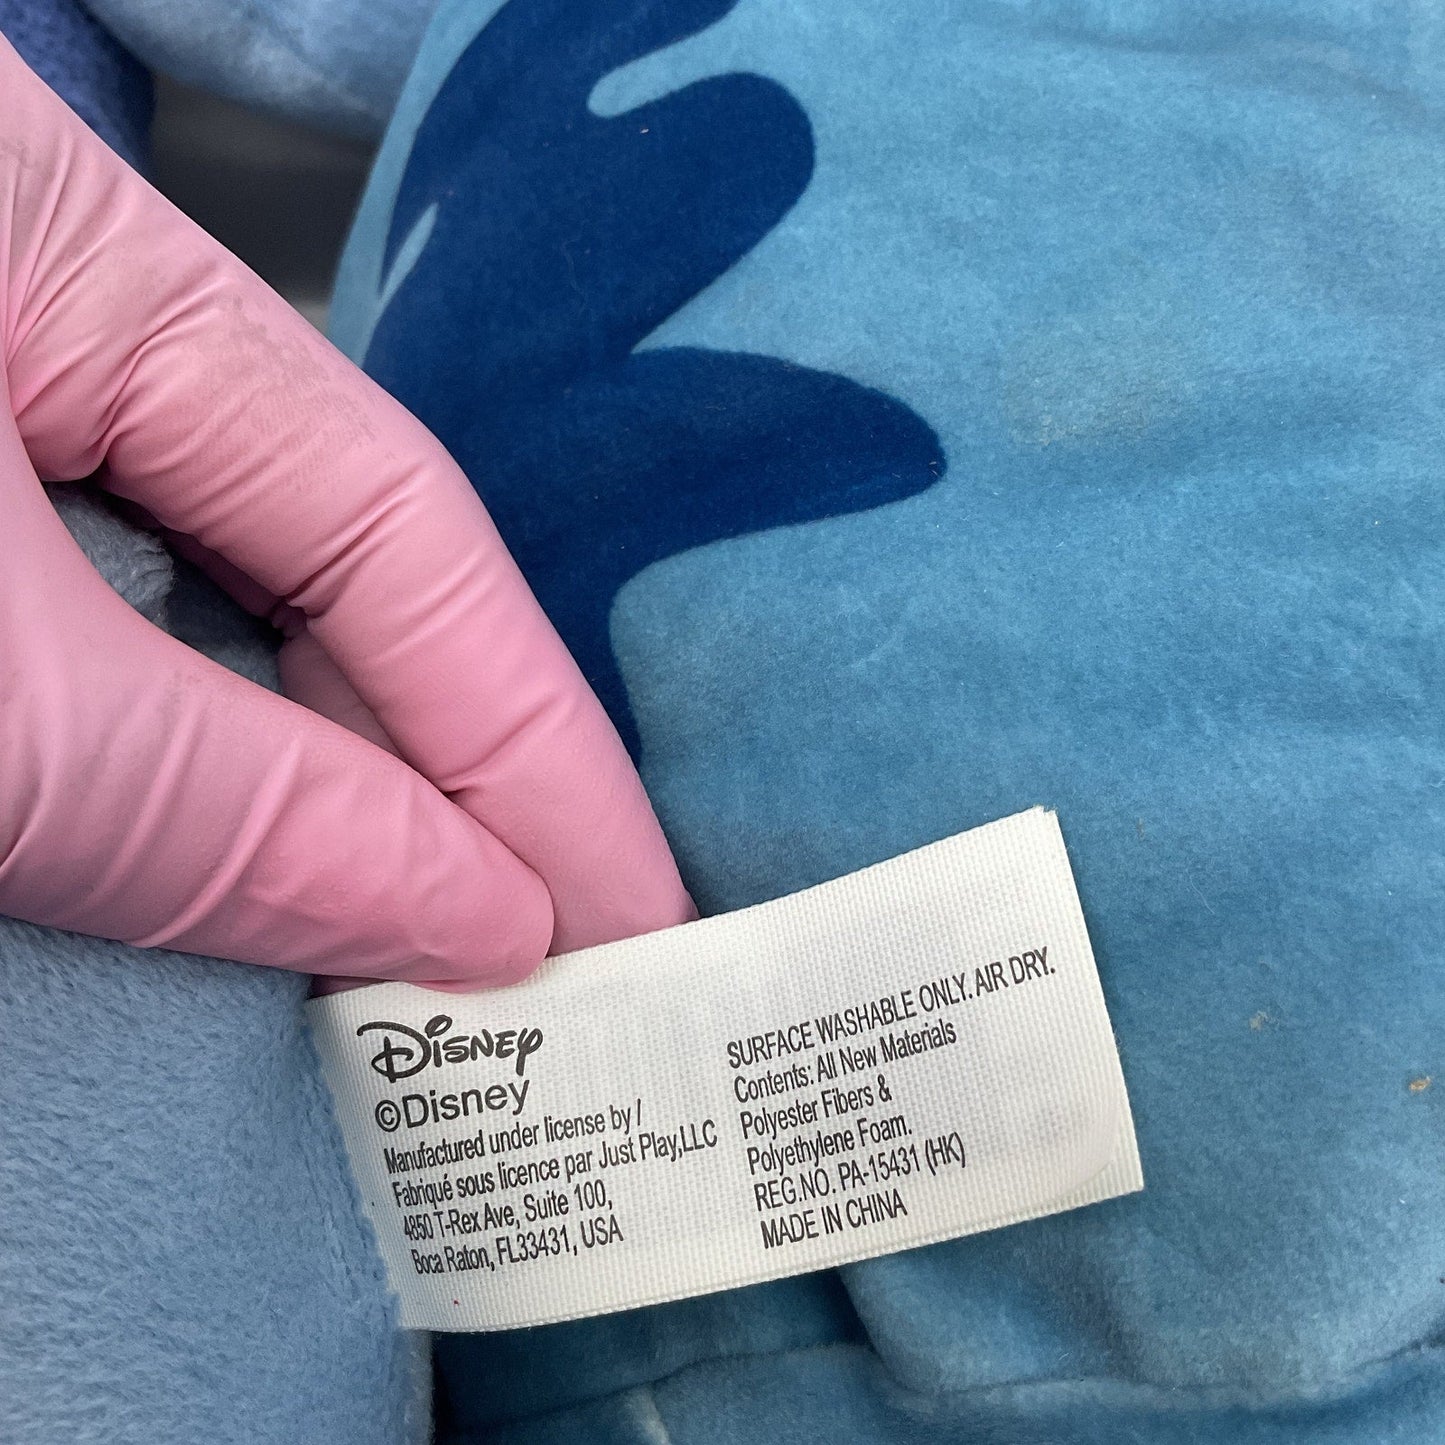 Disney
©Disney
Manufactured under license by /
Fabriqué sous licence par Just Play,LLC
4850 T-Rex Ave, Suite 100,
Boca Raton, FL33431, USA
SURFACE WASHABLE ONLY. AIR DRY.
Contents: All New Materials
Polyester Fibers &
Polyethylene Foam.
REG.NO. PA-15431 (HK)
MADE IN CHINA